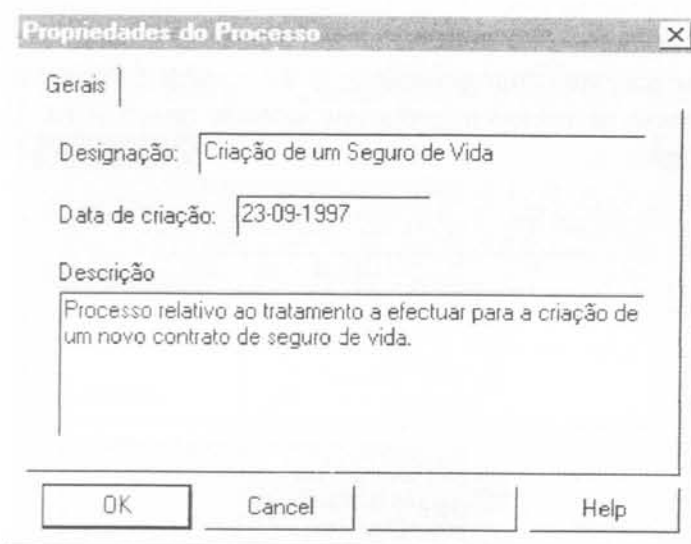 Propriedades do Processo
Gerais
Designação: Criação de um Seguro de Vida
Data de criação: 23-09-1997
Descrição
Processo relativo ao tratamento a efectuar para a criação de
um novo contrato de seguro de vida.
OK Cancel Help